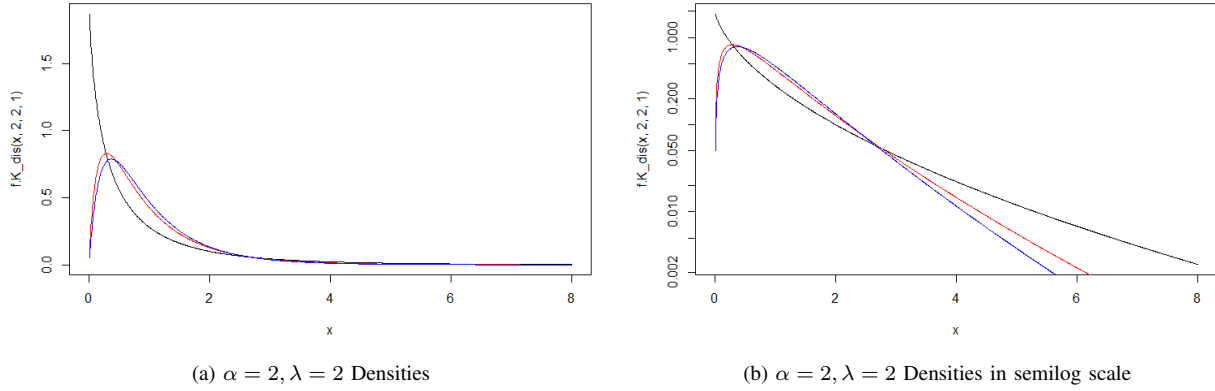 f.K_dis(x, 2, 2, 1)
1.5
1.0
0.5
0.0
0 2 4 6 8
x
(a) α = 2, λ = 2 Densities
f.K_dis(x, 2, 2, 1)
1.000
0.200
0.050
0.010
0.002
0 2 4 6 8
x
(b) α = 2, λ = 2 Densities in semilog scale